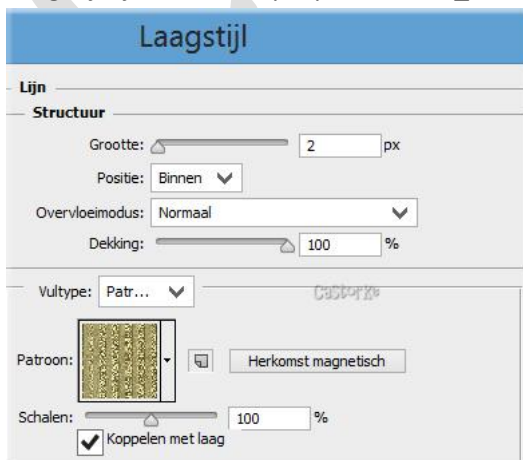 Laagstijl
Lijn
Structuur
Grootte: 2 px
Positie: Binnen
Overvloeimodus: Normaal
Dekking: 100 %
Vultype: Patr... CaStorke
Patroon: Herkomst magnetisch
Schalen: 100 %
Koppelen met laag